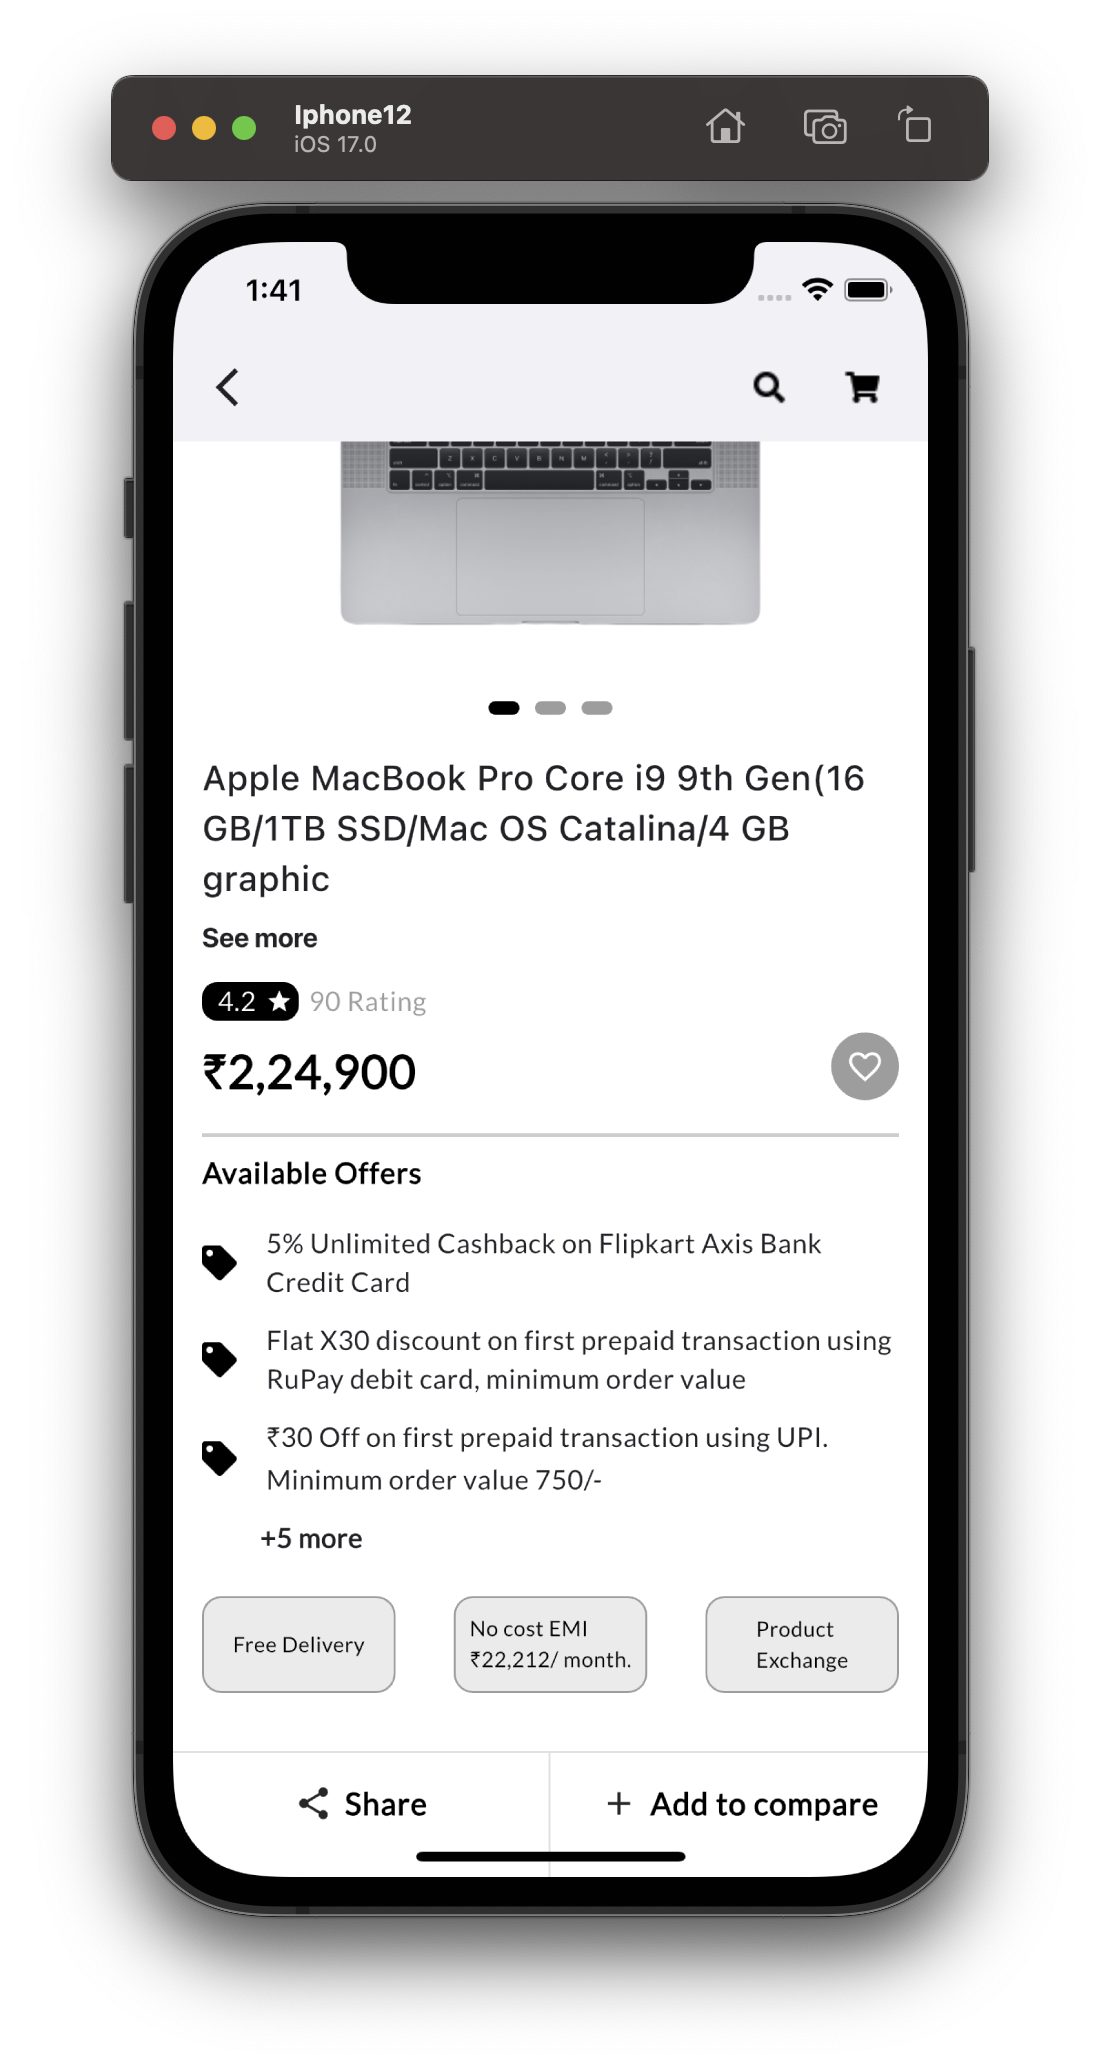 Iphone12
iOS 17.0
1:41
Z X C V B N M
Apple MacBook Pro Core i9 9th Gen(16
GB/1TB SSD/Mac OS Catalina/4 GB
graphic
See more
4.2 90 Rating
₹2,24,900
Available Offers
5% Unlimited Cashback on Flipkart Axis Bank
Credit Card
Flat X30 discount on first prepaid transaction using
RuPay debit card, minimum order value
₹30 Off on first prepaid transaction using UPI.
Minimum order value 750/-
+5 more
Free Delivery
No cost EMI
₹22,212/ month.
Product
Exchange
Share
Add to compare